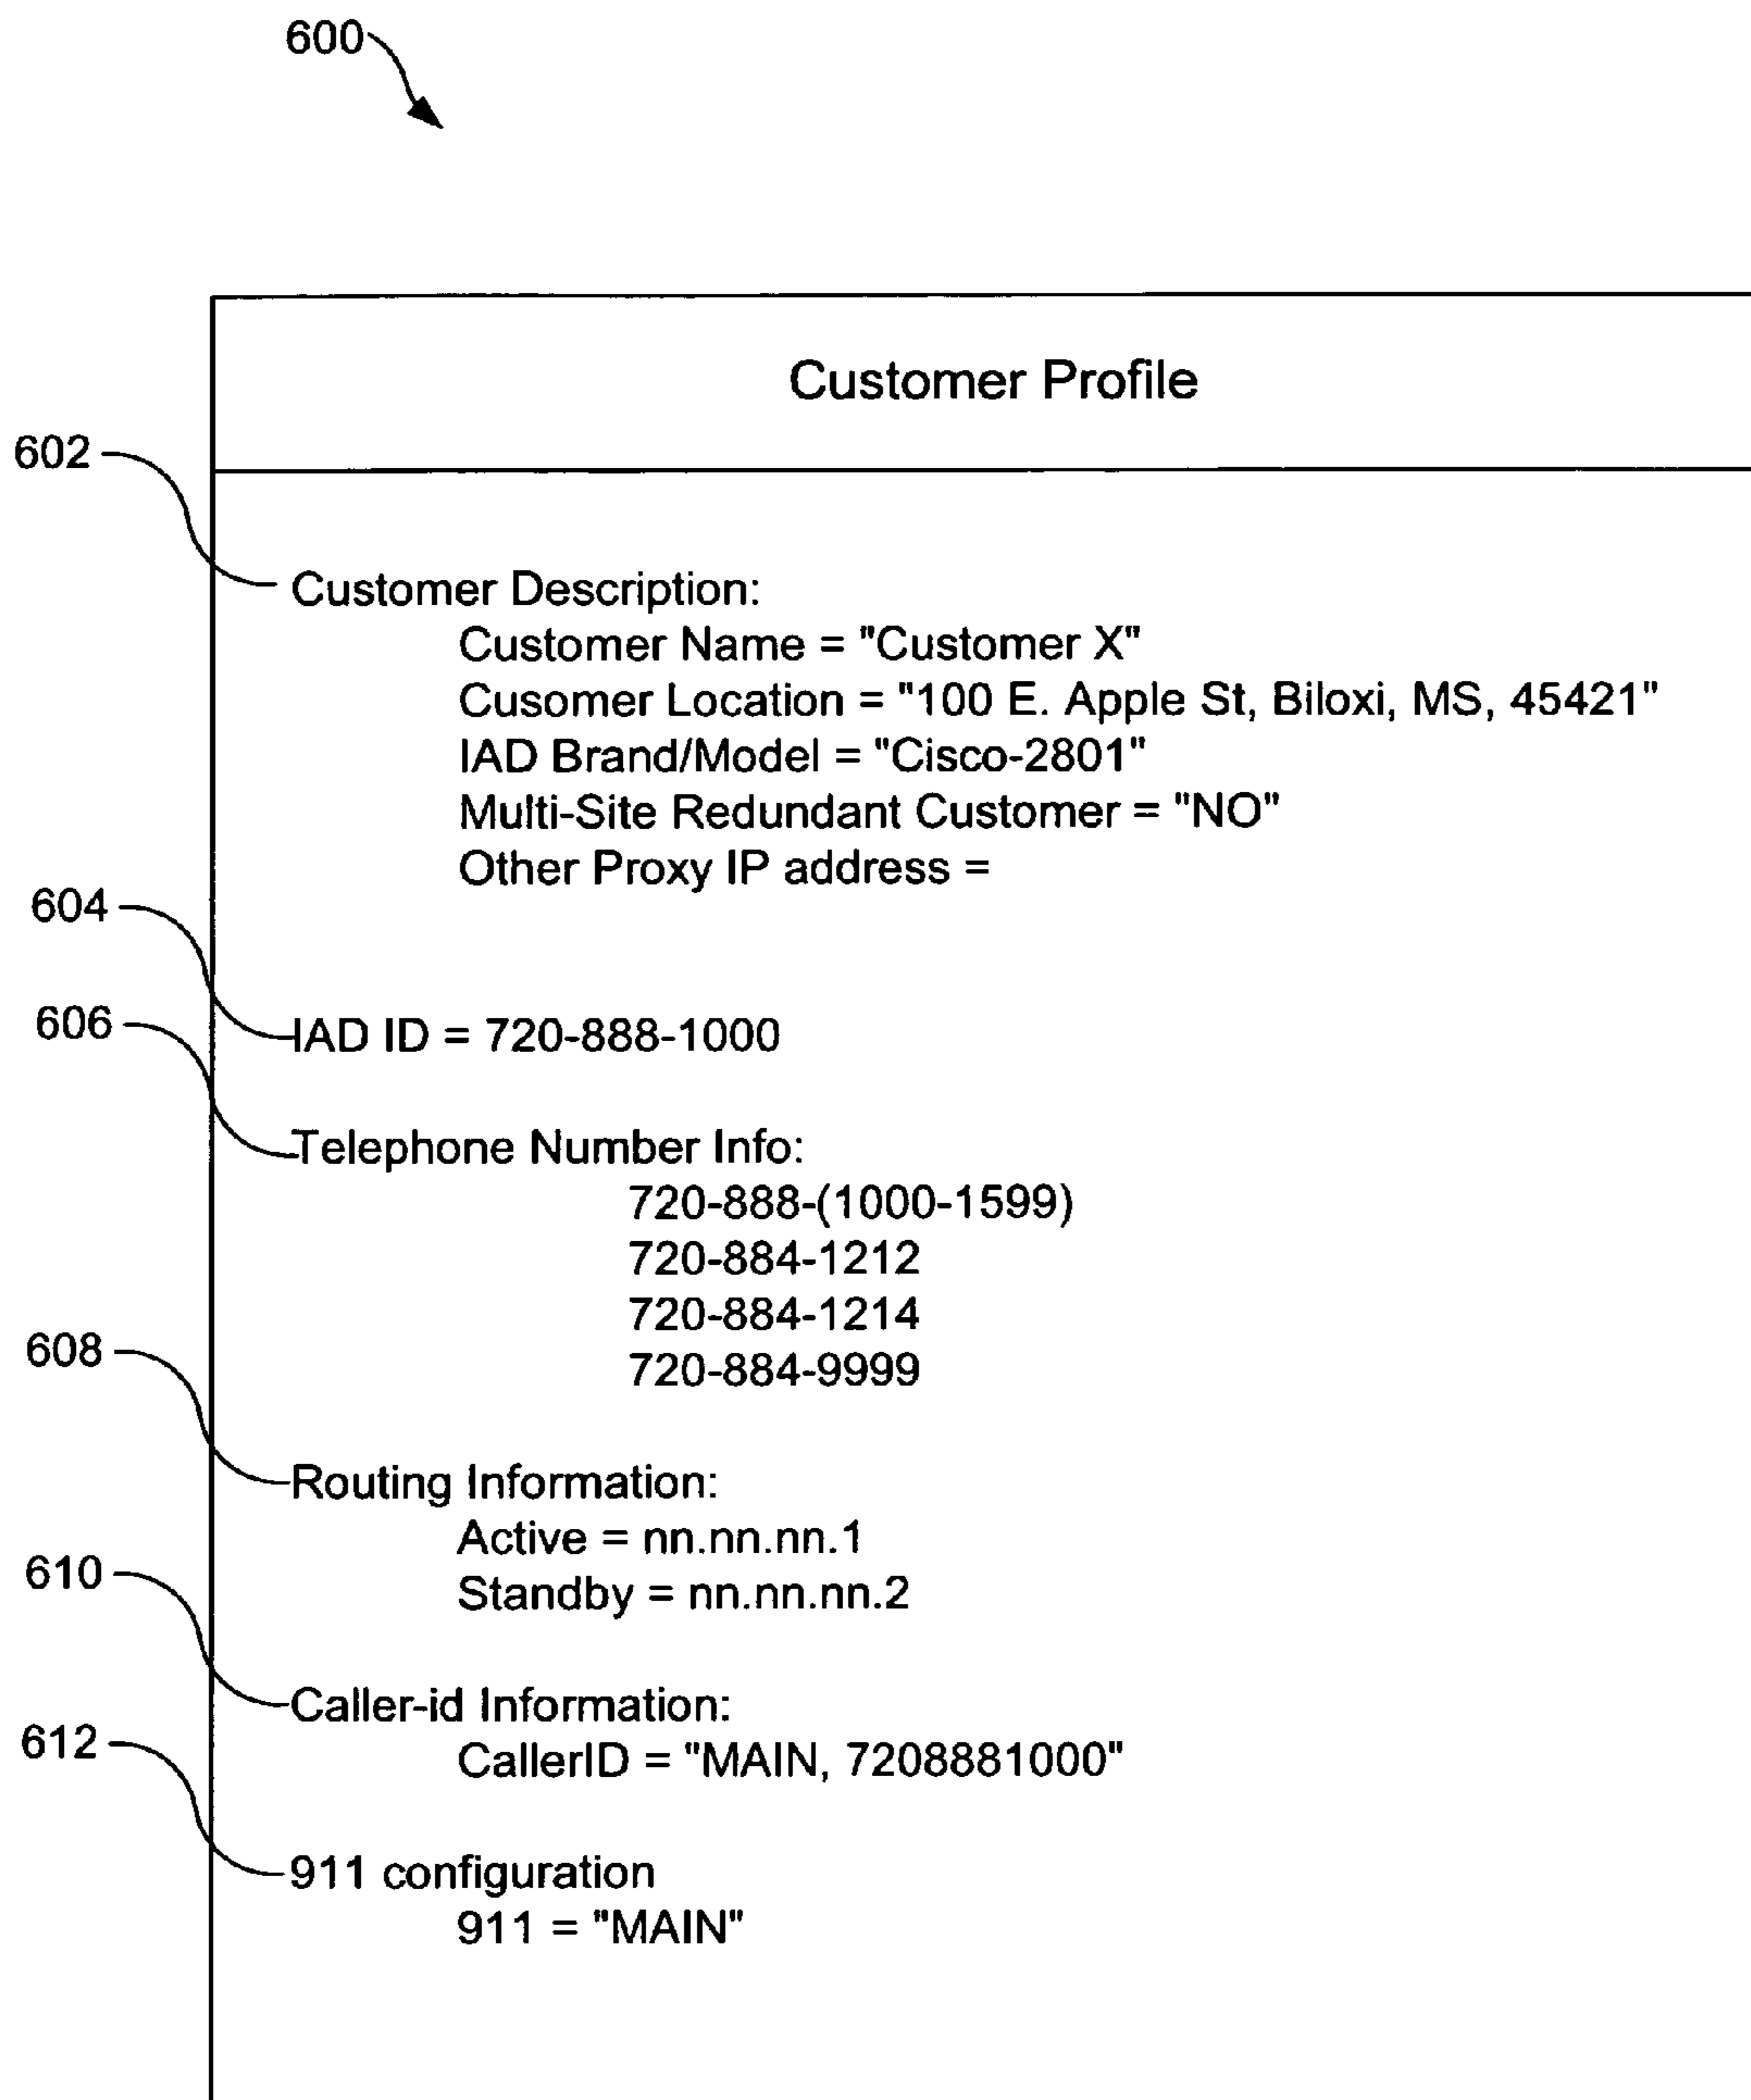 600
Customer Profile
602
Customer Description:
Customer Name = "Customer X"
Cusomer Location = "100 E. Apple St, Biloxi, MS, 45421"
IAD Brand/Model = "Cisco-2801"
Multi-Site Redundant Customer = "NO"
Other Proxy IP address =
604
IAD ID = 720-888-1000
606
Telephone Number Info:
720-888-(1000-1599)
720-884-1212
720-884-1214
720-884-9999
608
Routing Information:
Active = nn.nn.nn.1
Standby = nn.nn.nn.2
610
Caller-id Information:
CallerID = "MAIN, 7208881000"
612
911 configuration
911 = "MAIN"